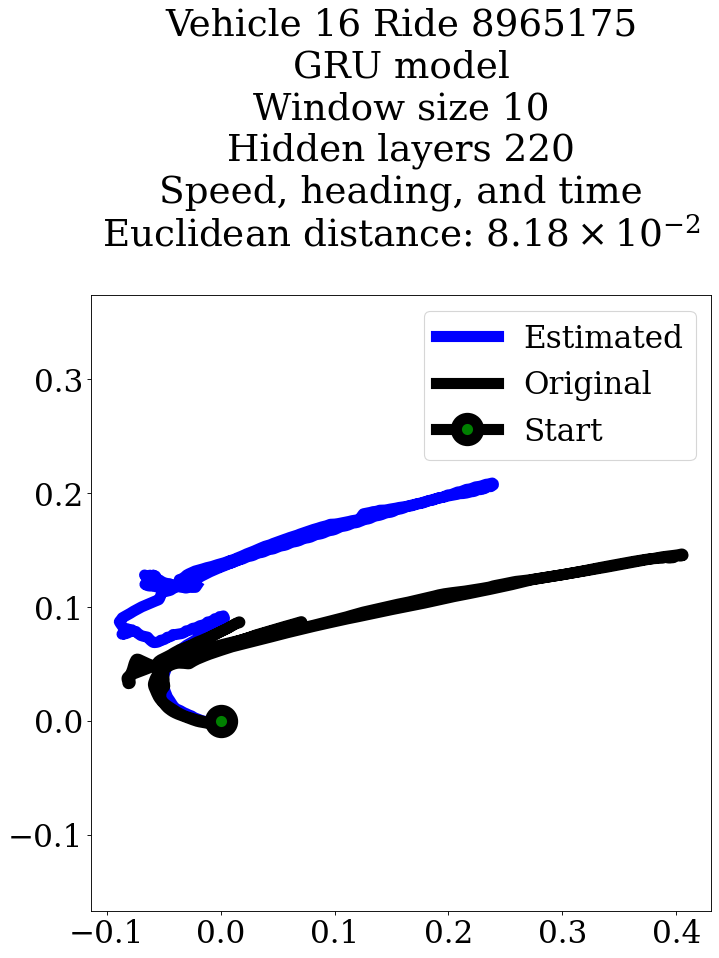 Vehicle 16 Ride 8965175
GRU model
Window size 10
Hidden layers 220
Speed, heading, and time
Euclidean distance: 8.18 × 10⁻²
Estimated
Original
Start
0.3
0.2
0.1
0.0
−0.1
−0.1 0.0 0.1 0.2 0.3 0.4